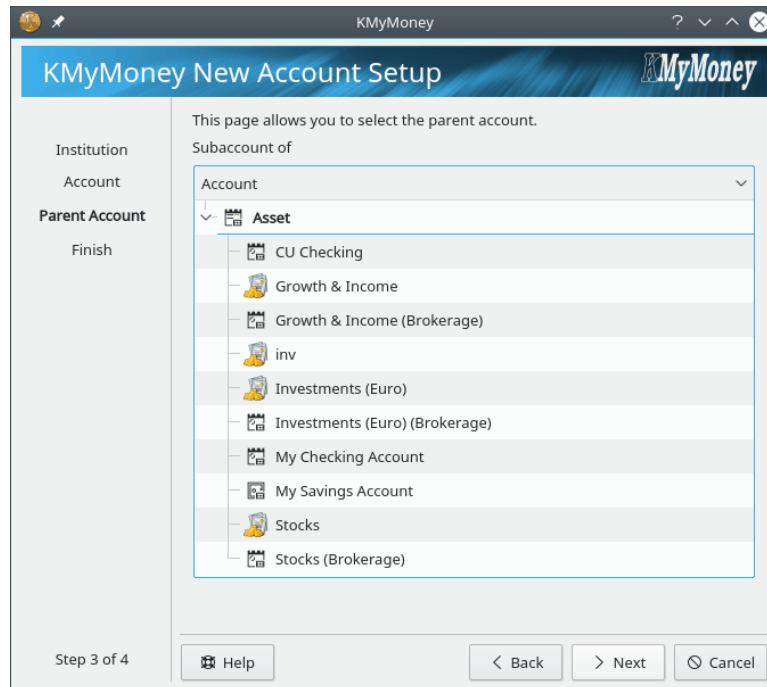 KMyMoney
KMyMoney New Account Setup
KMyMoney
Institution
Account
Parent Account
Finish
Step 3 of 4
This page allows you to select the parent account.
Subaccount of
Account
Asset
CU Checking
Growth & Income
Growth & Income (Brokerage)
inv
Investments (Euro)
Investments (Euro) (Brokerage)
My Checking Account
My Savings Account
Stocks
Stocks (Brokerage)
Help
Back
Next
Cancel